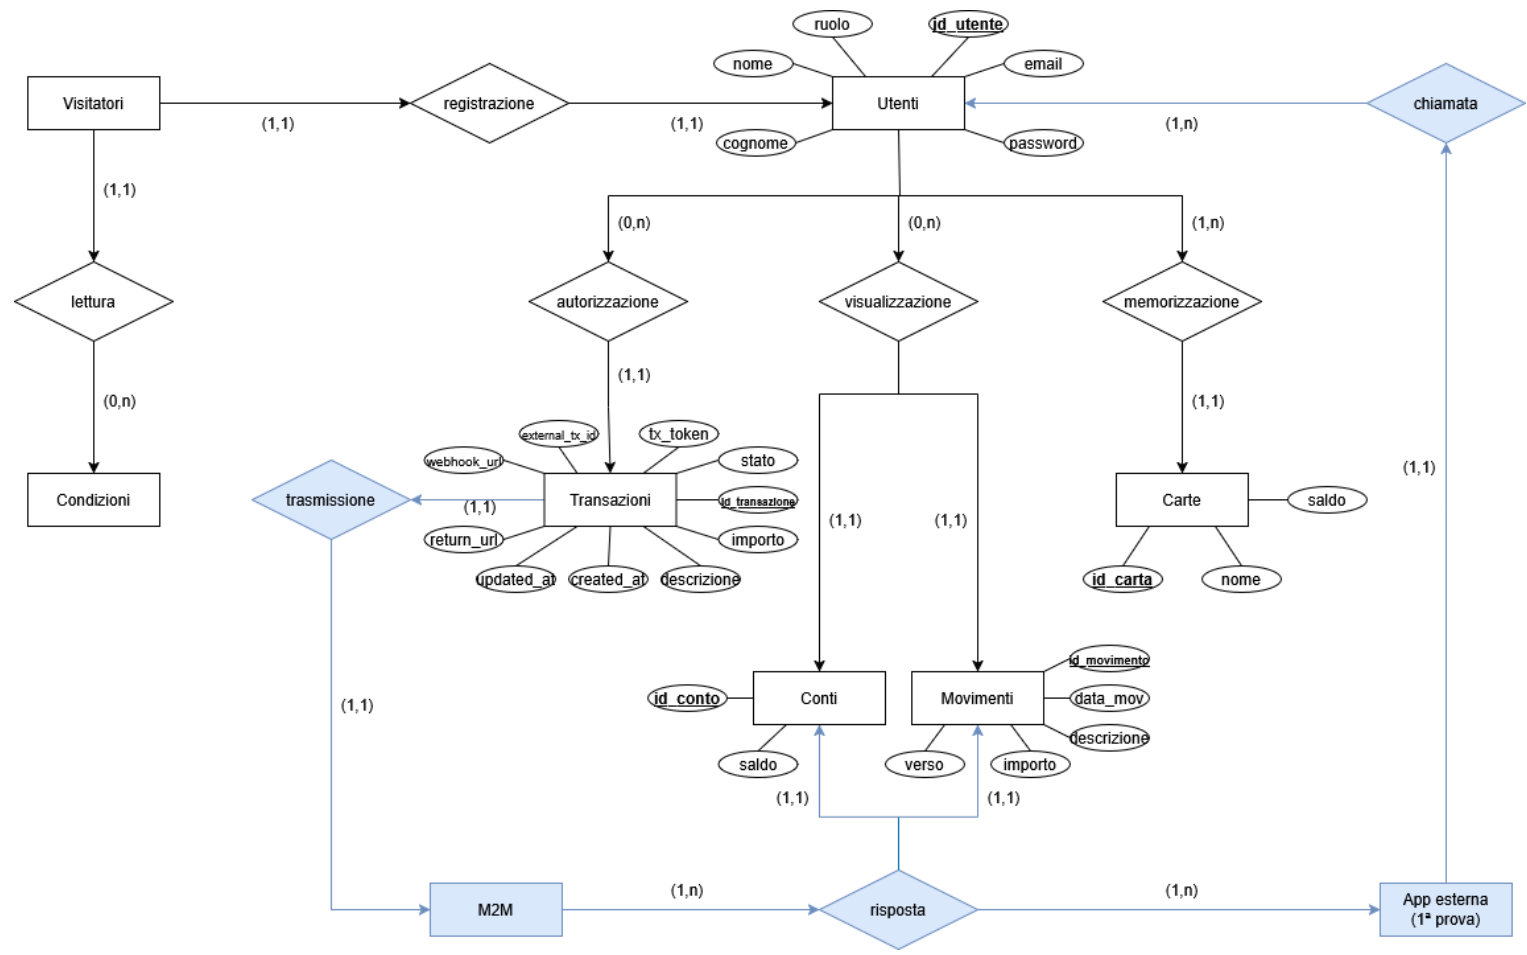 ruolo
id_utente
nome
email
Visitatori
registrazione
Utenti
chiamata
(1,1)
(1,1)
(1,n)
cognome
password
(1,1)
(0,n)
(0,n)
(1,n)
lettura
autorizzazione
visualizzazione
memorizzazione
(1,1)
(0,n)
(1,1)
external_tx_id
tx_token
webhook_url
stato
(1,1)
Condizioni
trasmissione
(1,1)
Transazioni
id_transazione
Carte
saldo
(1,1)
(1,1)
return_url
importo
updated_at
created_at
descrizione
id_carta
nome
id_movimento
(1,1)
id_conto
Conti
Movimenti
data_mov
descrizione
saldo
verso
importo
(1,1)
(1,1)
(1,n)
(1,n)
M2M
risposta
App esterna
(1ª prova)